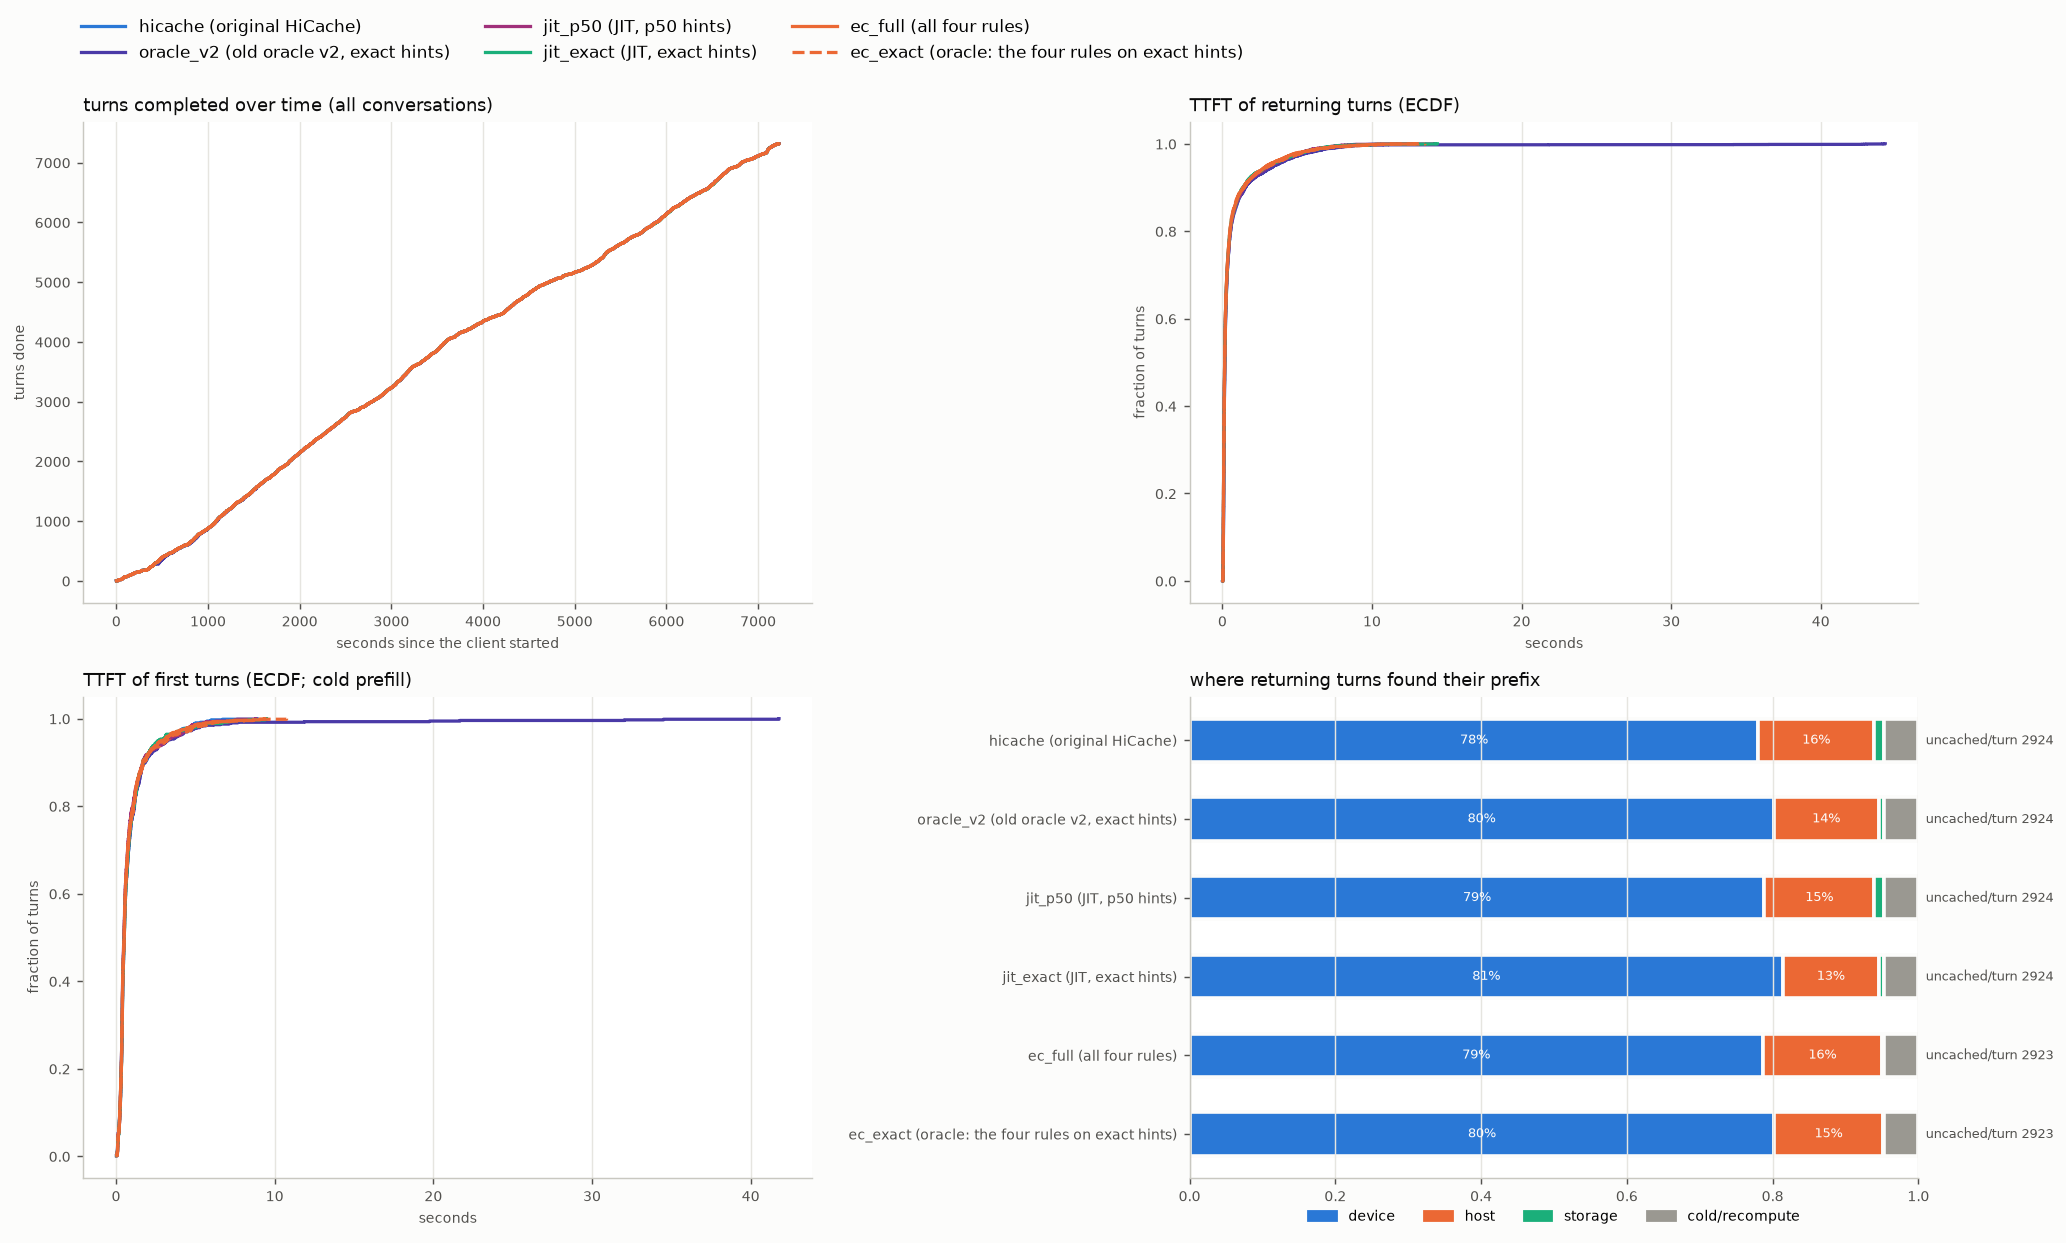 hicache (original HiCache)
oracle_v2 (old oracle v2, exact hints)
jit_p50 (JIT, p50 hints)
jit_exact (JIT, exact hints)
ec_full (all four rules)
ec_exact (oracle: the four rules on exact hints)
turns completed over time (all conversations)
turns done
7000
6000
5000
4000
3000
2000
1000
0
0 1000 2000 3000 4000 5000 6000 7000
seconds since the client started
TTFT of returning turns (ECDF)
fraction of turns
1.0
0.8
0.6
0.4
0.2
0.0
0 10 20 30 40
seconds
TTFT of first turns (ECDF; cold prefill)
fraction of turns
1.0
0.8
0.6
0.4
0.2
0.0
0 10 20 30 40
seconds
where returning turns found their prefix
hicache (original HiCache) 78% 16% uncached/turn 2924
oracle_v2 (old oracle v2, exact hints) 80% 14% uncached/turn 2924
jit_p50 (JIT, p50 hints) 79% 15% uncached/turn 2924
jit_exact (JIT, exact hints) 81% 13% uncached/turn 2924
ec_full (all four rules) 79% 16% uncached/turn 2923
ec_exact (oracle: the four rules on exact hints) 80% 15% uncached/turn 2923
0.0 0.2 0.4 0.6 0.8 1.0
device host storage cold/recompute